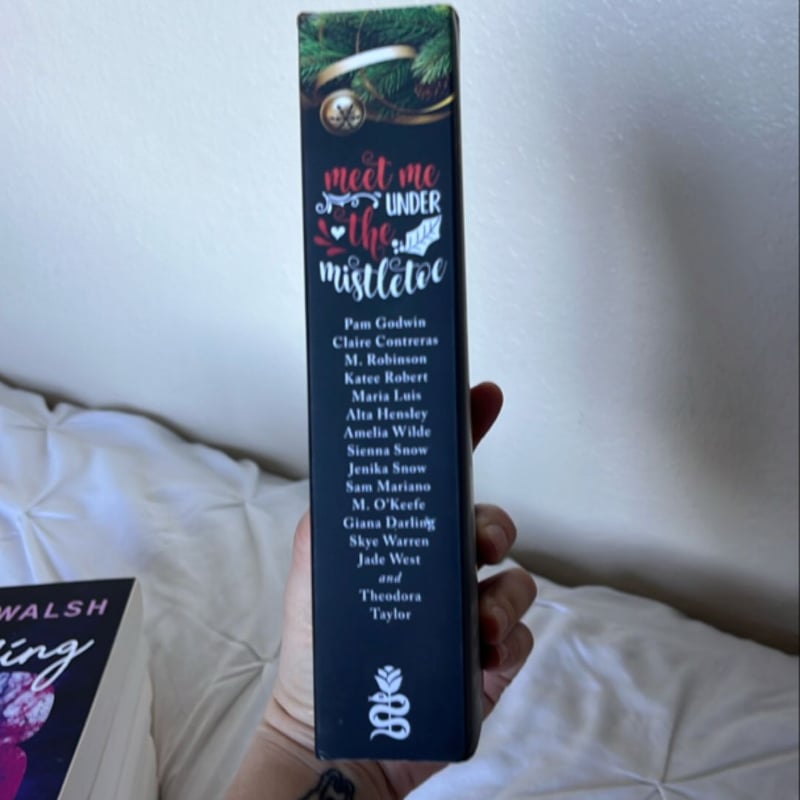 meet me
UNDER
the
mistletoe
Pam Godwin
Claire Contreras
M. Robinson
Katee Robert
Maria Luis
Alta Hensley
Amelia Wilde
Sienna Snow
Jenika Snow
Sam Mariano
M. O'Keefe
Giana Darling
Skye Warren
Jade West
and
Theodora
Taylor
WALSH
ing